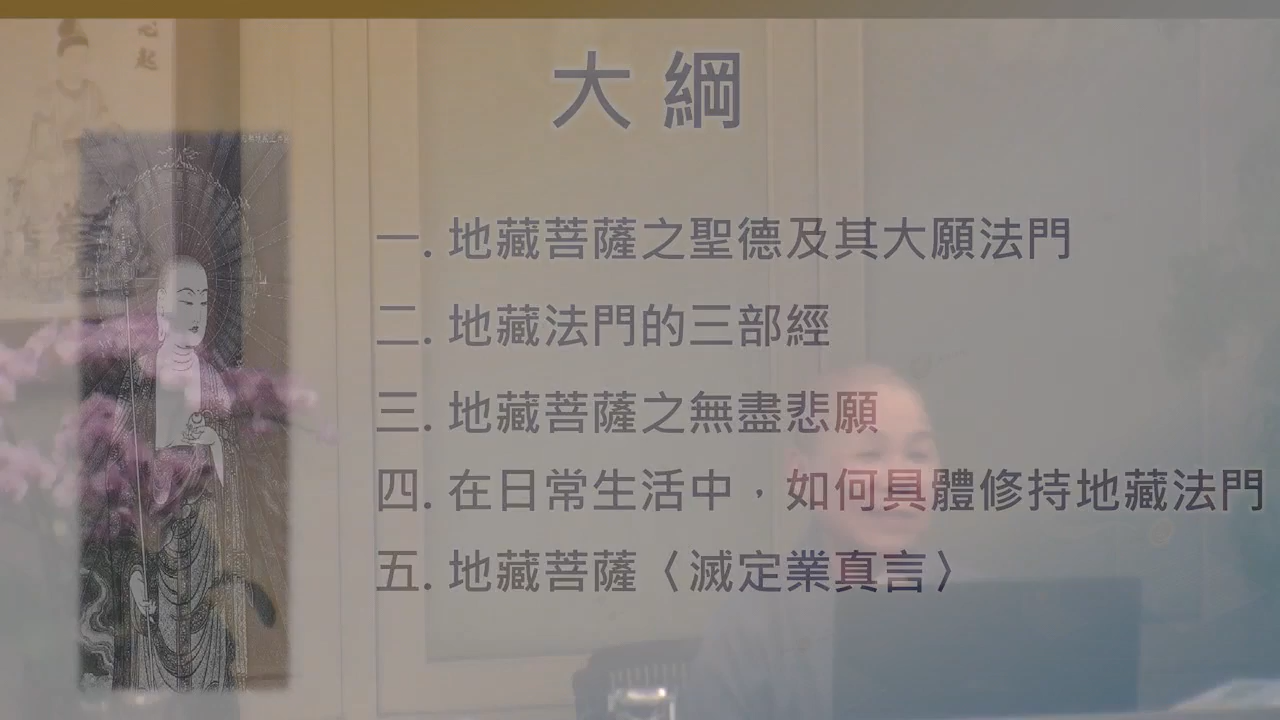 大綱
一. 地藏菩薩之聖德及其大願法門
二. 地藏法門的三部經
三. 地藏菩薩之無盡悲願
四. 在日常生活中，如何具體修持地藏法門
五. 地藏菩薩〈滅定業真言〉